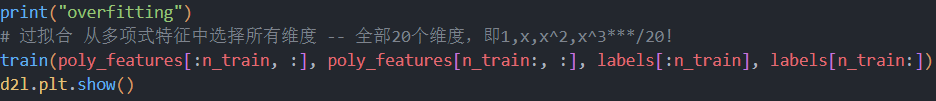 print("overfitting")
# 过拟合 从多项式特征中选择所有维度 -- 全部20个维度，即1,x,x^2,x^3***/20!
train(poly_features[:n_train, :], poly_features[n_train:, :], labels[:n_train], labels[n_train:])
d2l.plt.show()